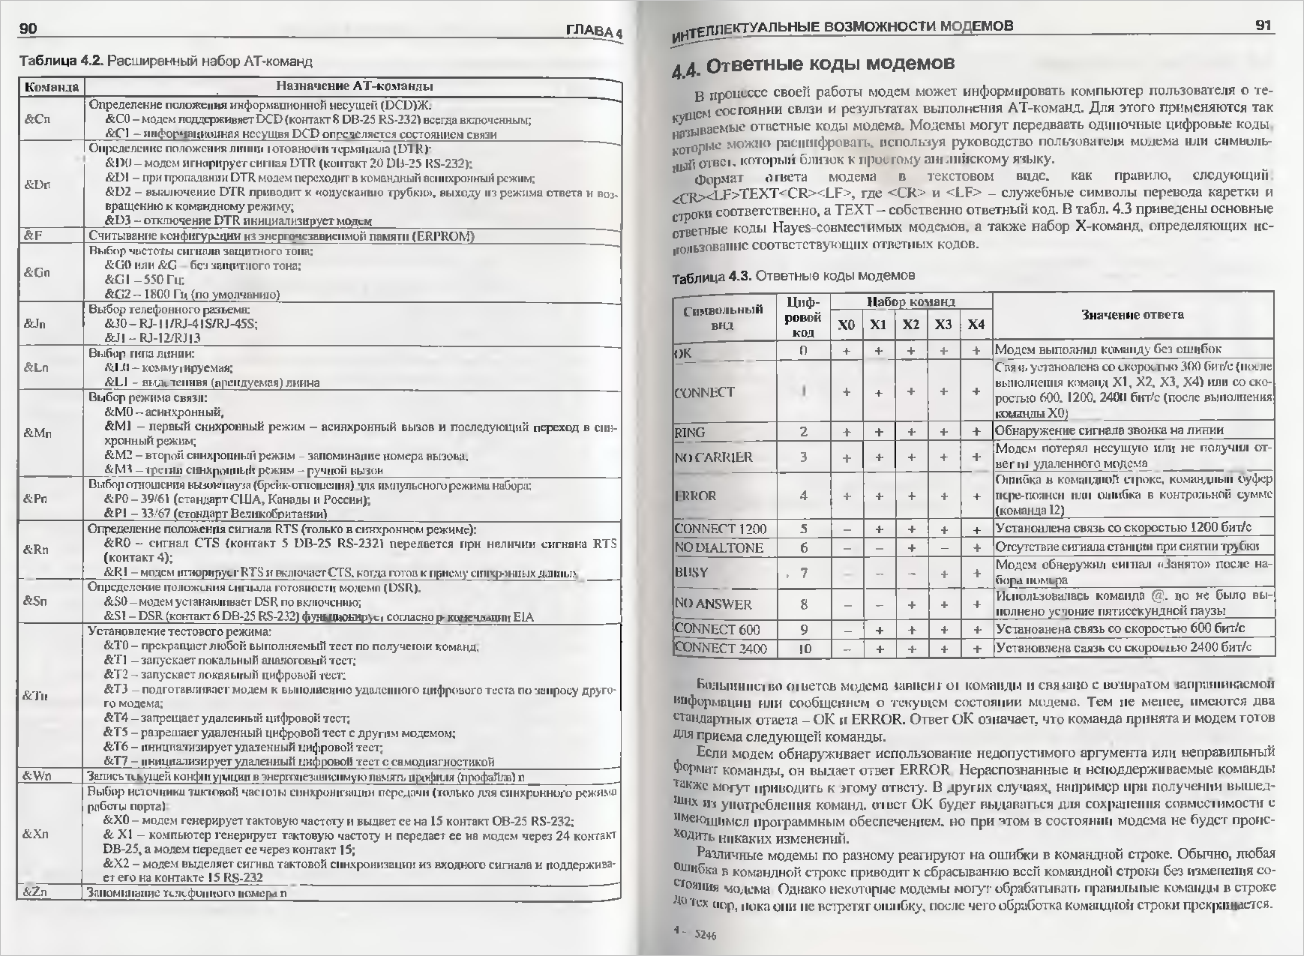 90 ГЛАВА 4
Таблица 4.2. Расширенный набор АТ-команд
Команда Назначение АТ-команды
&Cn Определение положения информационной несущей (DCD)Ж:
&C0 – модем поддерживает DCD (контакт 8 DB-25 RS-232) всегда включенным;
&C1 – информационная несущая DCD определяется состоянием связи
&Dn Определение положения линии готовности терминала (DTR):
&D0 – модем игнорирует сигнал DTR (контакт 20 DB-25 RS-232);
&D1 – при пропадании DTR модем переходит в командный асинхронный режим;
&D2 – выключение DTR приводит к «опусканию трубки», выходу из режима ответа и воз-
вращению к командному режиму;
&D3 – отключение DTR инициализирует модем
&F Считывание конфигурации из энергонезависимой памяти (ERPROM)
&Gn Выбор частоты сигнала защитного тона:
&G0 или &G – без защитного тона;
&G1 – 550 Гц;
&G2 – 1800 Гц (по умолчанию)
&Jn Выбор телефонного разъема:
&J0 – RJ-11/RJ-41S/RJ-45S;
&J1 – RJ-12/RJ13
&Ln Выбор типа линии:
&L0 – коммутируемая;
&L1 – выделенная (арендуемая) линия
&Mn Выбор режима связи:
&M0 – асинхронный,
&M1 – первый синхронный режим – асинхронный вызов и последующий переход в син-
хронный режим;
&M2 – второй синхронный режим – запоминание номера вызова,
&M3 – третий синхронный режим – ручной вызов
&Pn Выбор отношения вызов/пауза (брейк-отношения) для импульсного режима набора:
&P0 – 39/61 (стандарт США, Канады и России);
&P1 – 33/67 (стандарт Великобритании)
&Rn Определение положения сигнала RTS (только в синхронном режиме):
&R0 – сигнал CTS (контакт 5 DB-25 RS-232) передается при наличии сигнала RTS
(контакт 4);
&R1 – модем игнорирует RTS и включает CTS, когда готов к приему синхронных данных
&Sn Определение положения сигнала готовности модема (DSR).
&S0 – модем устанавливает DSR по включению;
&S1 – DSR (контакт 6 DB-25 RS-232) функционирует согласно рекомендации EIA
&Tn Установление тестового режима:
&T0 – прекращает любой выполняемый тест по получении команд;
&T1 – запускает локальный аналоговый тест;
&T2 – запускает локальный цифровой тест;
&T3 – подготавливает модем к выполнению удаленного цифрового теста по запросу друго-
го модема;
&T4 – запрещает удаленный цифровой тест;
&T5 – разрешает удаленный цифровой тест с другим модемом;
&T6 – инициализирует удаленный цифровой тест;
&T7 – инициализирует удаленный цифровой тест с самодиагностикой
&Wn Запись текущей конфигурации в энергонезависимую память профиля (профайла) n
&Xn Выбор источника тактовой частоты синхронизации передачи (только для синхронного режима
работы порта)
&X0 – модем генерирует тактовую частоту и выдает ее на 15 контакт OB-25 RS-232;
& X1 – компьютер генерирует тактовую частоту и передает ее на модем через 24 контакт
DB-25, а модем передает ее через контакт 15;
&X2 – модем выделяет сигнал тактовой синхронизации из входного сигнала и поддержива-
ет его на контакте 15 RS-232
&Zn Запоминание телефонного номера n
ИНТЕЛЛЕКТУАЛЬНЫЕ ВОЗМОЖНОСТИ МОДЕМОВ 91
4.4. Ответные коды модемов
В процессе своей работы модем может информировать компьютер пользователя о те-
кущем состоянии связи и результатах выполнения АТ-команд. Для этого применяются так
называемые ответные коды модема. Модемы могут передавать одиночные цифровые коды,
которые можно расшифровать, используя руководство пользователя модема или символь-
ный ответ, который близок к простому английскому языку.
Формат ответа модема в текстовом виде, как правило, следующий
<CR><LF>TEXT<CR><LF>, где <CR> и <LF> – служебные символы перевода каретки и
строки соответственно, а TEXT – собственно ответный код. В табл. 4.3 приведены основные
ответные коды Hayes-совместимых модемов, а также набор X-команд, определяющих ис-
пользование соответствующих ответных кодов.
Таблица 4.3. Ответные коды модемов
Символьный вид Циф-ровой код Набор команд Значение ответа
X0 X1 X2 X3 X4
OK 0 + + + + + Модем выполнил команду без ошибок
CONNECT 1 + + + + + Связь установлена со скоростью 300 бит/с (после
выполнения команд X1, X2, X3, X4) или со ско-
ростью 600, 1200, 2400 бит/с (после выполнения
команды X0)
RING 2 + + + + + Обнаружение сигнала звонка на линии
NO CARRIER 3 + + + + + Модем потерял несущую или не получил от-
вет от удаленного модема
ERROR 4 + + + + + Ошибка в командной строке, командный буфер
пере-полнен или ошибка в контрольной сумме
(команда I2)
CONNECT 1200 5 – + + + + Установлена связь со скоростью 1200 бит/с
NO DIALTONE 6 – – + – + Отсутствие сигнала станции при снятии трубки
BUSY 7 – – – + + Модем обнаружил сигнал «Занято» после на-
бора номера
NO ANSWER 8 – – + + + Использовалась команда @, но не было вы-
полнено условие пятисекундной паузы
CONNECT 600 9 – + + + + Установлена связь со скоростью 600 бит/с
CONNECT 2400 10 – + + + + Установлена связь со скоростью 2400 бит/с
Большинство ответов модема зависит от команды и связано с возвратом запрашиваемой
информации или сообщением о текущем состоянии модема. Тем не менее, имеются два
стандартных ответа – OK и ERROR. Ответ OK означает, что команда принята и модем готов
для приема следующей команды.
Если модем обнаруживает использование недопустимого аргумента или неправильный
формат команды, он выдает ответ ERROR. Нераспознанные и неподдерживаемые команды
также могут приводить к этому ответу. В других случаях, например при получении вышед-
ших из употребления команд, ответ OK будет выдаваться для сохранения совместимости с
имеющимся программным обеспечением, но при этом в состоянии модема не будет проис-
ходить никаких изменений.
Различные модемы по разному реагируют на ошибки в командной строке. Обычно, любая
ошибка в командной строке приводит к сбрасыванию всей командной строки без изменения со-
стояния модема. Однако некоторые модемы могут обрабатывать правильные команды в строке
до тех пор, пока они не встретят ошибку, после чего обработка командной строки прекращается.
4 – 5246